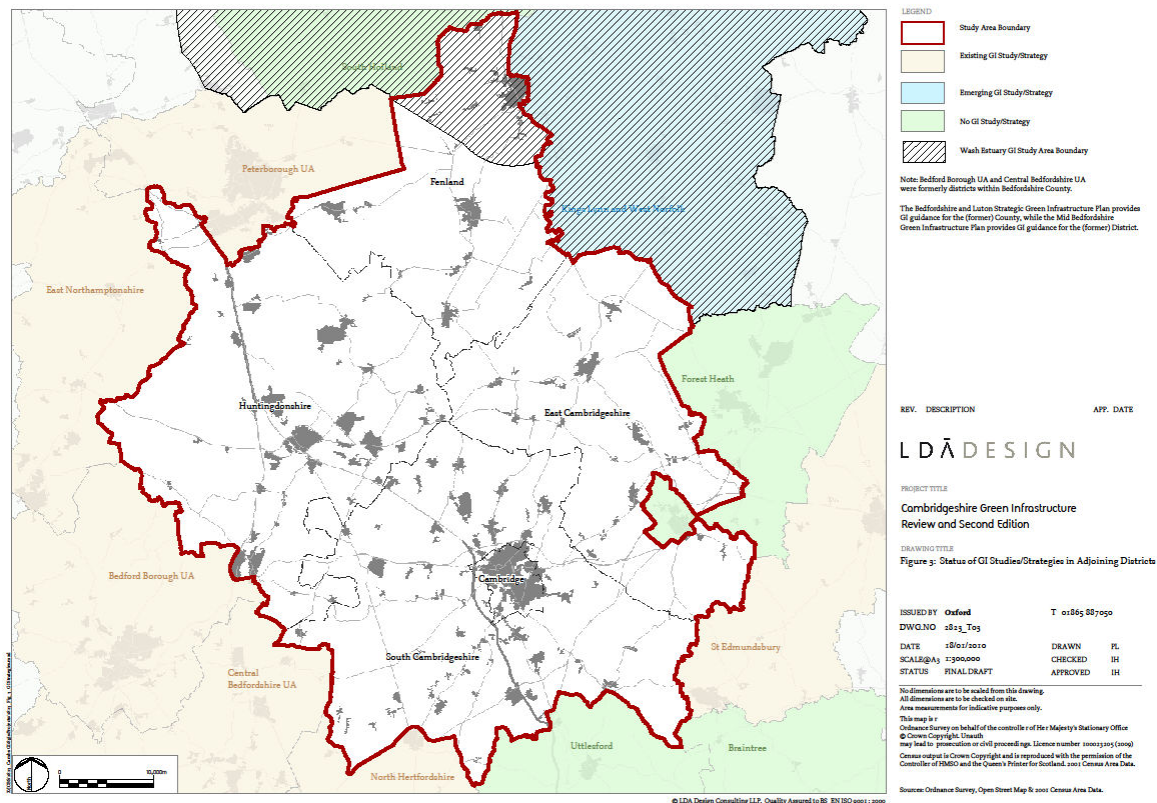 South Holland
Peterborough UA
Fenland
Kings Lynn and West Norfolk
East Northamptonshire
Forest Heath
Huntingdonshire
East Cambridgeshire
Bedford Borough UA
Cambridge
South Cambridgeshire
St Edmundsbury
Central
Bedfordshire UA
Uttlesford
Braintree
North Hertfordshire
North
0
10,000m
LEGEND
Study Area Boundary
Existing GI Study/Strategy
Emerging GI Study/Strategy
No GI Study/Strategy
Wash Estuary GI Study Area Boundary
Note: Bedford Borough UA and Central Bedfordshire UA
were formerly districts within Bedfordshire County.
The Bedfordshire and Luton Strategic Green Infrastructure Plan provides
GI guidance for the (former) County, while the Mid Bedfordshire
Green Infrastructure Plan provides GI guidance for the (former) District.
REV. DESCRIPTION APP. DATE
LDĀDESIGN
PROJECT TITLE
Cambridgeshire Green Infrastructure
Review and Second Edition
DRAWING TITLE
Figure 3: Status of GI Studies/Strategies in Adjoining Districts
ISSUED BY Oxford T 01865 887050
DWG.NO 2823_T03
DATE 18/01/2010 DRAWN PL
SCALE@A3 1:300,000 CHECKED IH
STATUS FINAL DRAFT APPROVED IH
No dimensions are to be scaled from this drawing.
All dimensions are to be checked on site.
Area measurements for indicative purposes only.
This map is r
Ordnance Survey on behalf of the controlle r of Her Majesty's Stationary Office
© Crown Copyright. Unauth
may lead to prosecution or civil proceedings. Licence number 100023205 (2009)
Census output is Crown Copyright and is reproduced with the permission of the
Controller of HMSO and the Queen's Printer for Scotland. 2001 Census Area Data.
Sources: Ordnance Survey, Open Street Map & 2001 Census Area Data.
© LDA Design Consulting LLP. Quality Assured to BS EN ISO 9001 : 2000